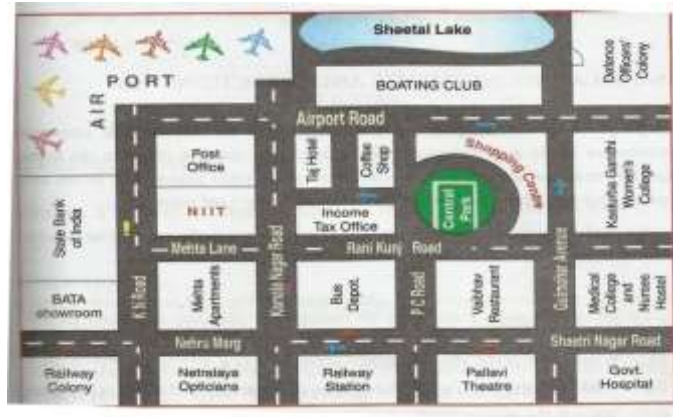 Sheetal Lake
BOATING CLUB
Defence
Officers'
Colony
AIR
PORT
Airport Road
Post
Office
NIIT
Taj Hotel
Coffee
Shop
Income
Tax Office
Shopping Centre
Central
Park
Kasturba Gandhi
Women's
College
State Bank
of India
Mehta Lane
Rani Kunj Road
K N Road
Nagar Road
P C Road
Gulmohar Avenue
BATA
showroom
Mehta
Apartments
Bus
Depot.
Vaibhav
Restaurant
Medical
College
and
Nurses
Hostel
Nehru Marg
Shastri Nagar Road
Railway
Colony
Netralaya
Opticians
Railway
Station
Pallavi
Theatre
Govt.
Hospital